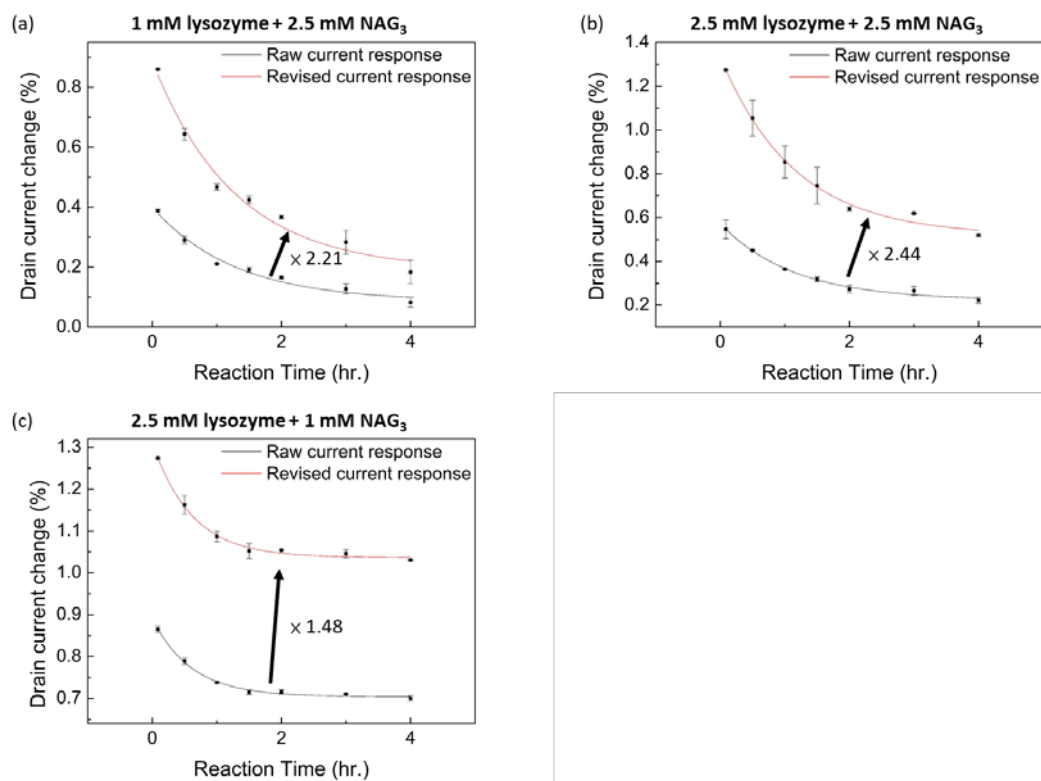 (a)
1 mM lysozyme + 2.5 mM NAG₃
Raw current response
Revised current response
Drain current change (%)
0.8
0.6
0.4
0.2
0.0
× 2.21
0
2
4
Reaction Time (hr.)
(b)
2.5 mM lysozyme + 2.5 mM NAG₃
Raw current response
Revised current response
Drain current change (%)
1.4
1.2
1.0
0.8
0.6
0.4
0.2
× 2.44
0
2
4
Reaction Time (hr.)
(c)
2.5 mM lysozyme + 1 mM NAG₃
Raw current response
Revised current response
Drain current change (%)
1.3
1.2
1.1
1.0
0.9
0.8
0.7
× 1.48
0
2
4
Reaction Time (hr.)